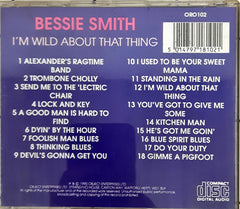 BESSIE SMITH
ORO102
I'M WILD ABOUT THAT THING
5 014797 181021
1 ALEXANDER'S RAGTIME BAND
2 TROMBONE CHOLLY
3 SEND ME TO THE 'LECTRIC CHAIR
4 LOCK AND KEY
5 A GOOD MAN IS HARD TO FIND
6 DYIN' BY THE HOUR
7 FOOLISH MAN BLUES
8 THINKING BLUES
9 DEVIL'S GONNA GET YOU
10 I USED TO BE YOUR SWEET MAMA
11 STANDING IN THE RAIN
12 I'M WILD ABOUT THAT THING
13 YOU'VE GOT TO GIVE ME SOME
14 KITCHEN MAN
15 HE'S GOT ME GOIN'
16 BLUE SPIRIT BLUES
17 DO YOUR DUTY
18 GIMME A PIGFOOT
COMPACT
disc
DIGITAL AUDIO